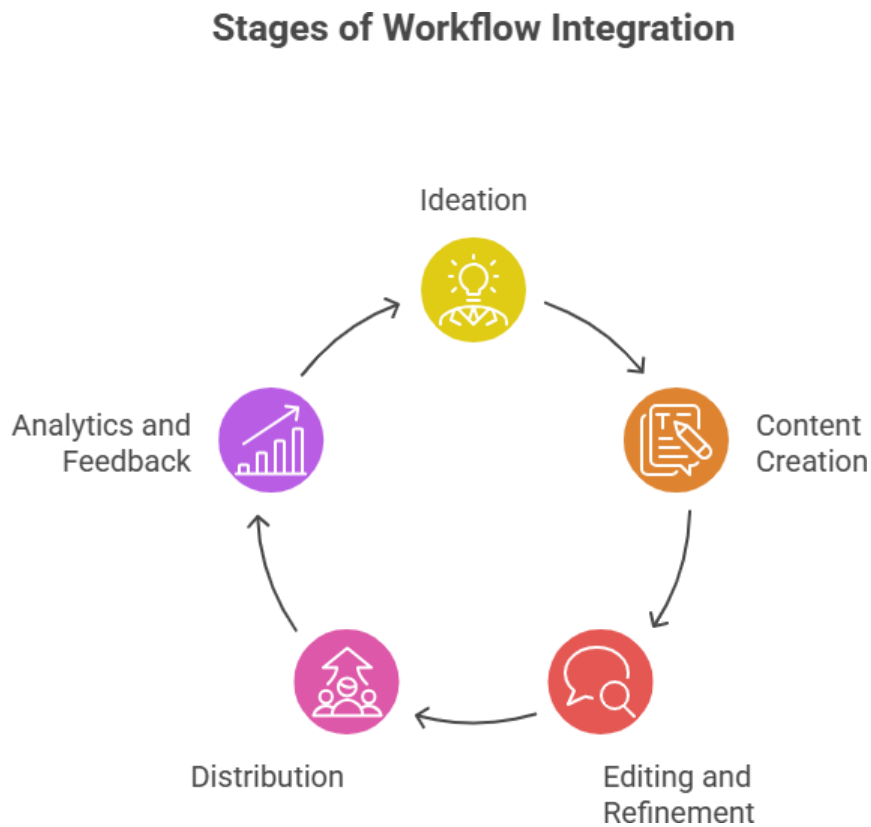 Stages of Workflow Integration
Ideation
Content
Creation
Editing and
Refinement
Distribution
Analytics and
Feedback